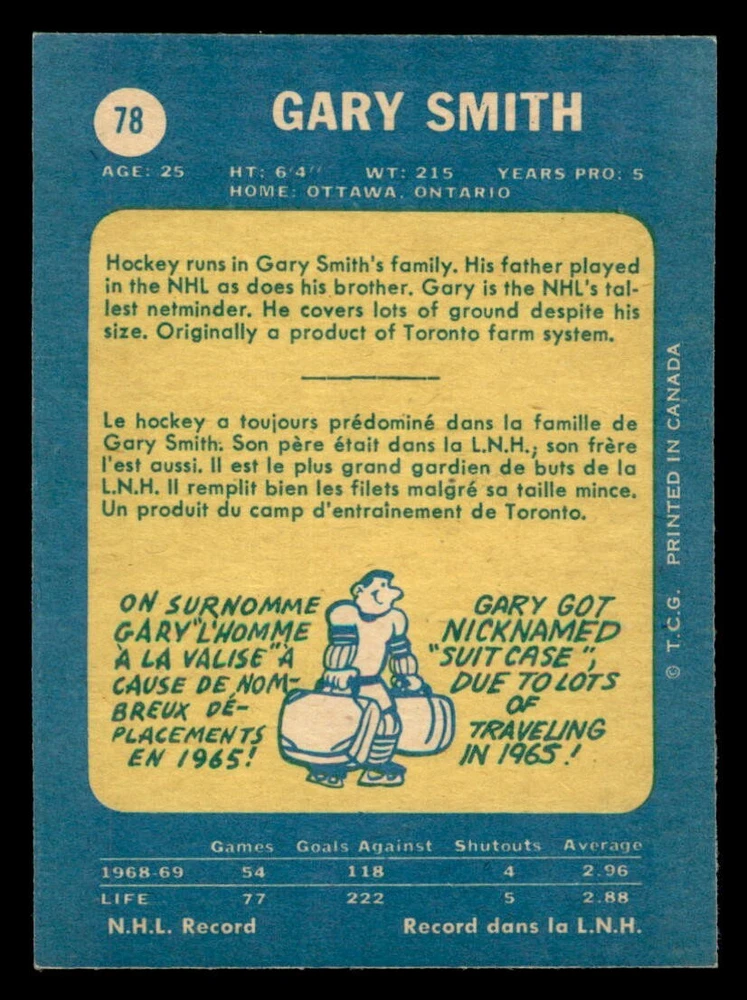 78
GARY SMITH
AGE: 25 HT: 6'4'' WT: 215 YEARS PRO: 5
HOME: OTTAWA, ONTARIO
Hockey runs in Gary Smith's family. His father played
in the NHL as does his brother. Gary is the NHL's tal-
lest netminder. He covers lots of ground despite his
size. Originally a product of Toronto farm system.
Le hockey a toujours prédominé dans la famille de
Gary Smith. Son père était dans la L.N.H.; son frère
l'est aussi. Il est le plus grand gardien de buts de la
L.N.H. Il remplit bien les filets malgré sa taille mince.
Un produit du camp d'entraînement de Toronto.
ON SURNOMME
GARY "L'HOMME
À LA VALISE" À
CAUSE DE NOM-
BREUX DÉ-
PLACEMENTS
EN 1965!
GARY GOT
NICKNAMED
"SUITCASE",
DUE TO LOTS
OF
TRAVELING
IN 1965!
© T.C.G. PRINTED IN CANADA
Games Goals Against Shutouts Average
1968-69 54 118 4 2.96
LIFE 77 222 5 2.88
N.H.L. Record Record dans la L.N.H.